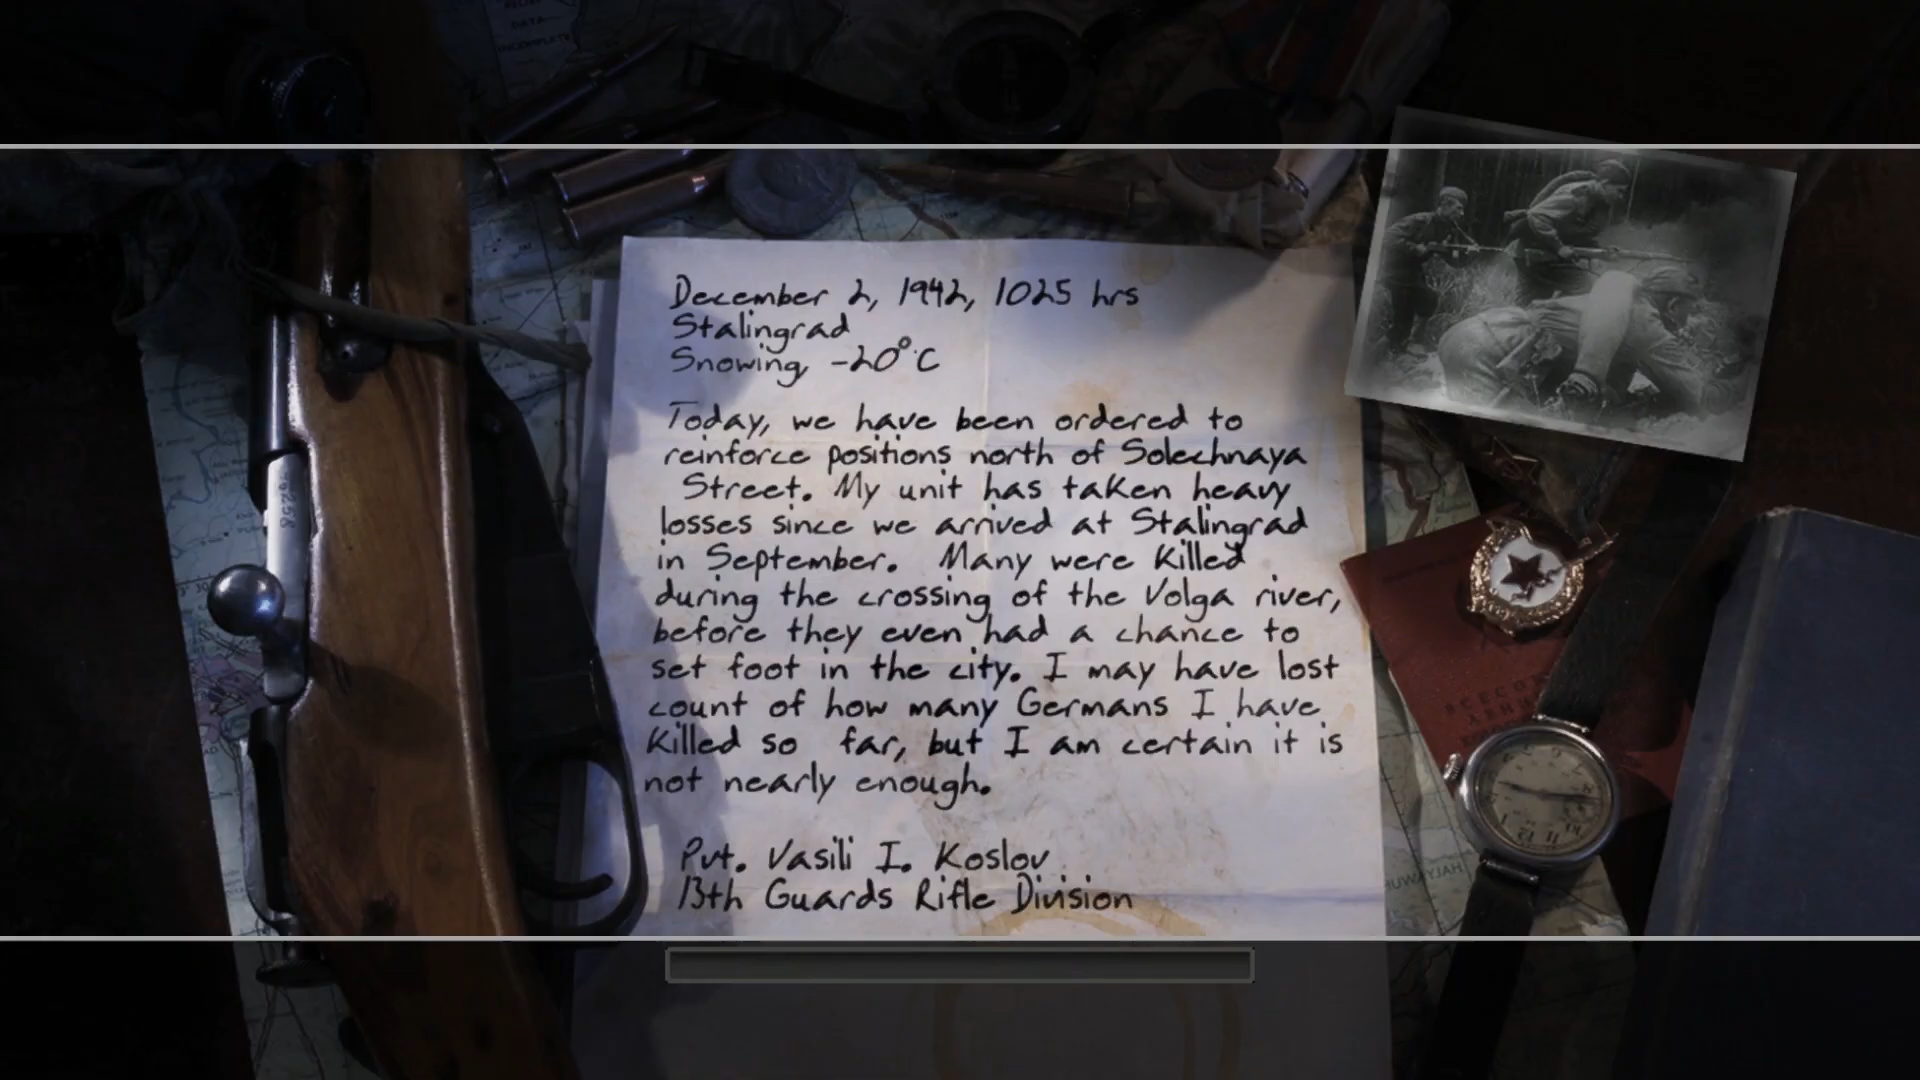 RELIEF
DATA
INCOMPLETE
December 2, 1942, 1025 hrs
Stalingrad
Snowing, -20°C
Today, we have been ordered to
reinforce positions north of Solechnaya
Street. My unit has taken heavy
losses since we arrived at Stalingrad
in September. Many were killed
during the crossing of the Volga river,
before they even had a chance to
set foot in the city. I may have lost
count of how many Germans I have
killed so far, but I am certain it is
not nearly enough.
Pvt. Vasili I. Koslov
13th Guards Rifle Division
HUWAYJAH